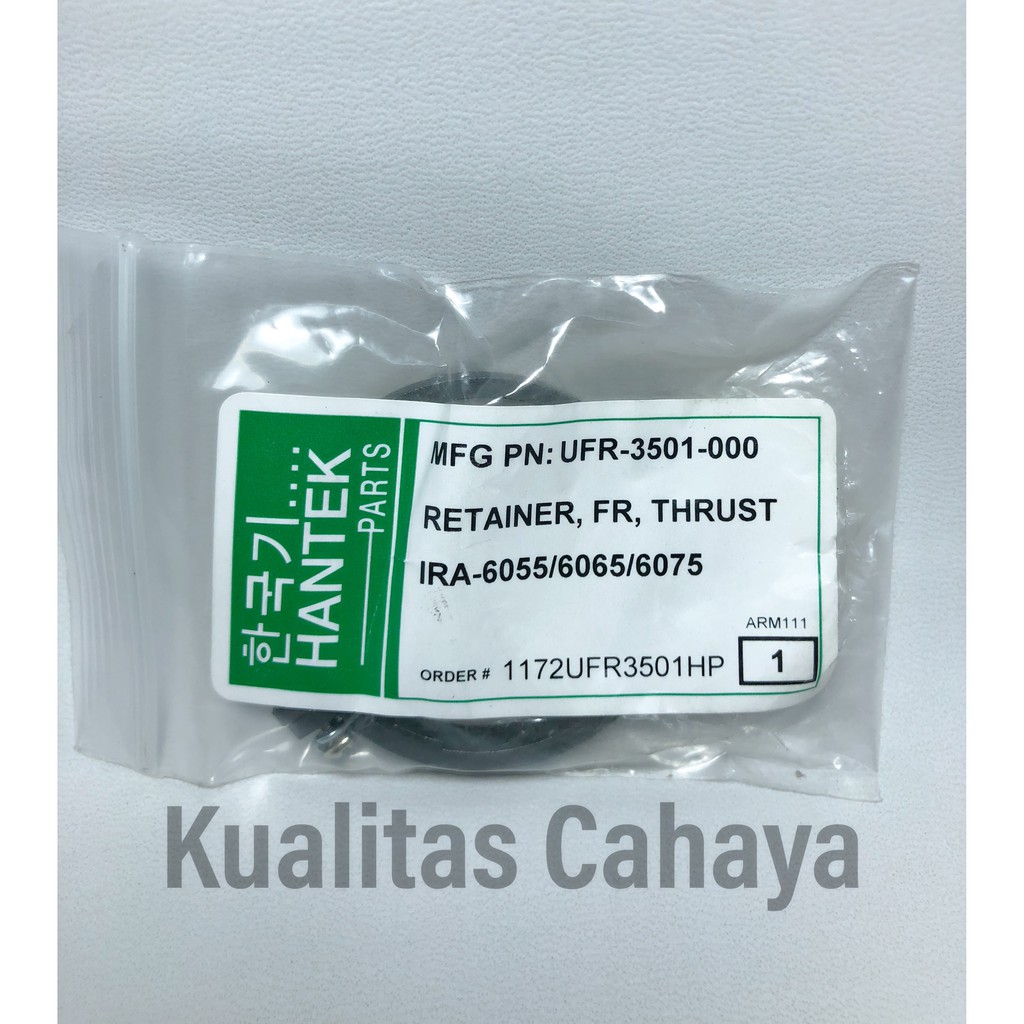 한국기.....
HANTEK
PARTS
MFG PN: UFR-3501-000
RETAINER, FR, THRUST
IRA-6055/6065/6075
ARM111
ORDER # 1172UFR3501HP 1
Kualitas Cahaya